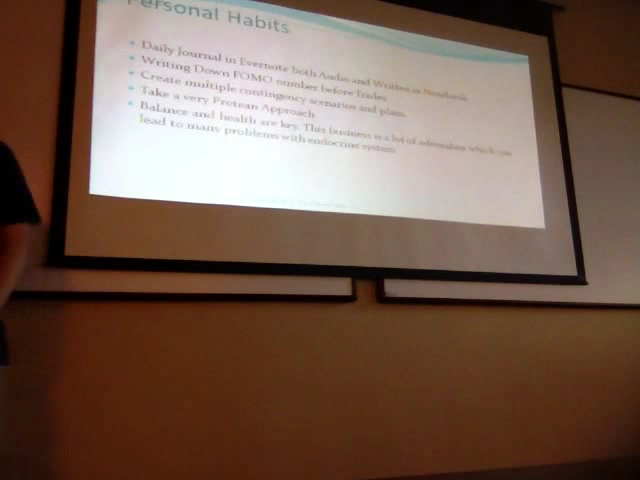 Personal Habits
• Daily Journal in Evernote both Audio and Written in Notebook
• Writing Down FOMO number before Trades
• Create multiple contingency scenarios and plans
• Take a very Protean Approach
• Balance and health are key. This business is a lot of adrenaline which can
lead to many problems with endocrine system